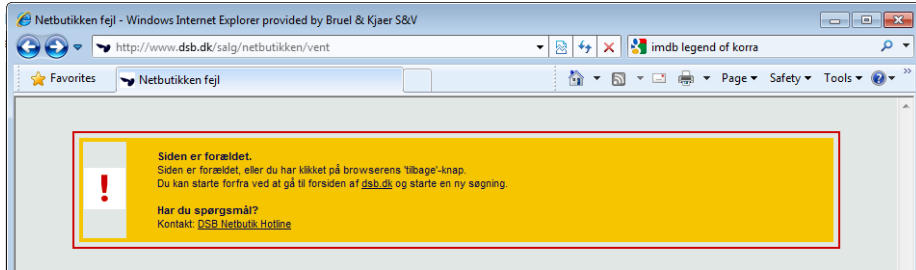 Netbutikken fejl - Windows Internet Explorer provided by Bruel & Kjaer S&V
http://www.dsb.dk/salg/netbutikken/vent
imdb legend of korra
Favorites
Netbutikken fejl
Page
Safety
Tools
Siden er forældet.
Siden er forældet, eller du har klikket på browserens 'tilbage'-knap.
Du kan starte forfra ved at gå til forsiden af dsb.dk og starte en ny søgning.
Har du spørgsmål?
Kontakt: DSB Netbutik Hotline